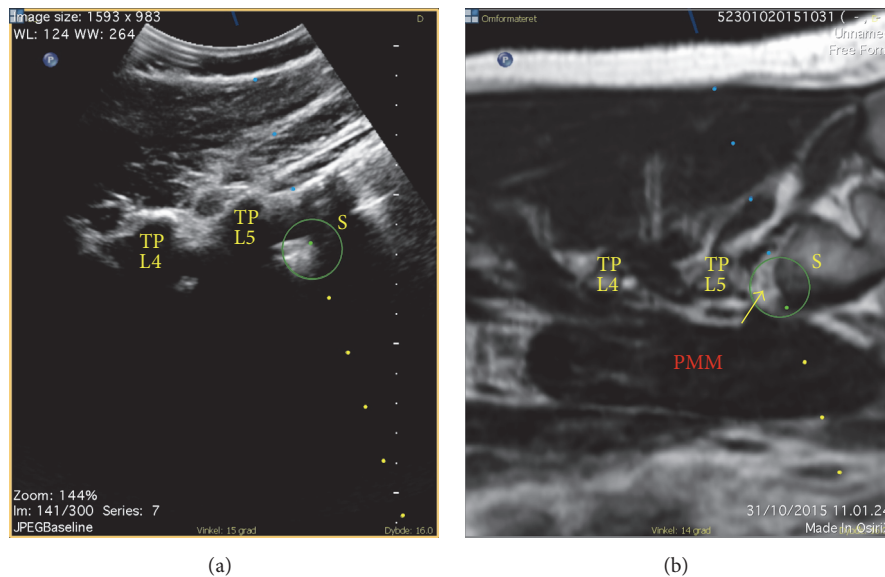 Image size: 1593 x 983
WL: 124 WW: 264
D
P
TP
L4
TP
L5
S
Zoom: 144%
Im: 141/300 Series: 7
JPEGBaseline
Vinkel: 15 grad
Dybde: 16.0
(a)
Omformateret
52301020151031 (
Unname
Free Form
P
TP
L4
TP
L5
S
PMM
31/10/2015 11.01.24
Vinkel: 14 grad
Made In Osiri
(b)